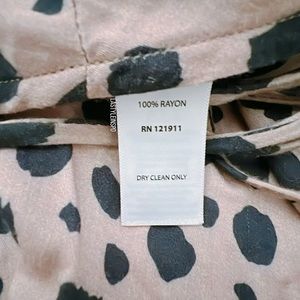 100% RAYON
RN 121911
DRY CLEAN ONLY